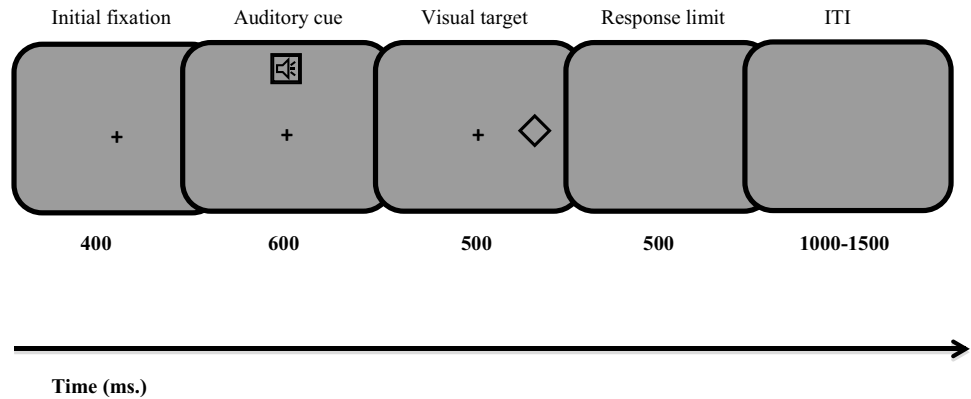 Initial fixation Auditory cue Visual target Response limit ITI
+ + +
400 600 500 500 1000-1500
Time (ms.)